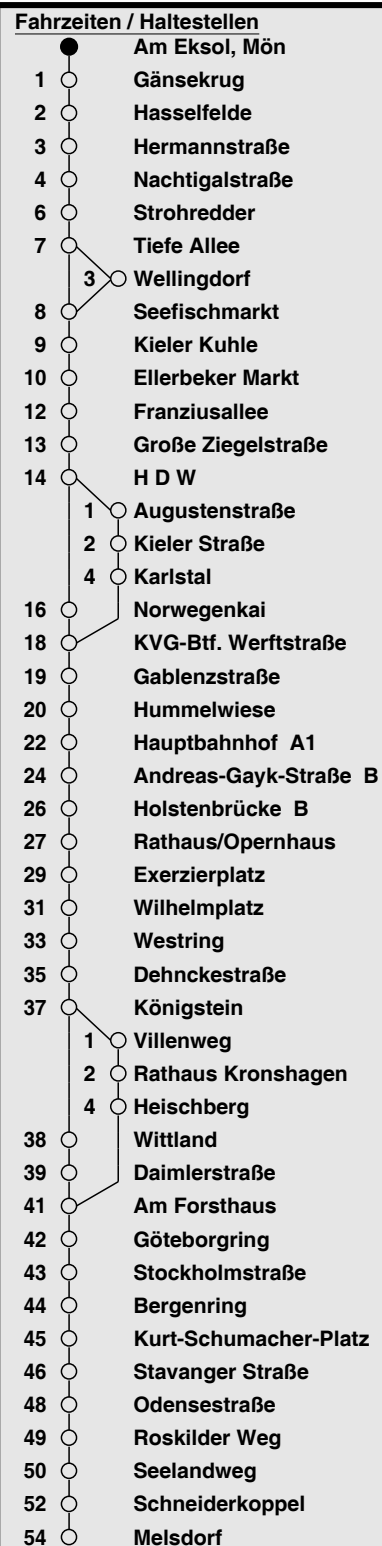 Fahrzeiten / Haltestellen
Am Eksol, Mön
1 Gänsekrug
2 Hasselfelde
3 Hermannstraße
4 Nachtigalstraße
6 Strohredder
7 Tiefe Allee
3 Wellingdorf
8 Seefischmarkt
9 Kieler Kuhle
10 Ellerbeker Markt
12 Franziusallee
13 Große Ziegelstraße
14 H D W
1 Augustenstraße
2 Kieler Straße
4 Karlstal
16 Norwegenkai
18 KVG-Btf. Werftstraße
19 Gablenzstraße
20 Hummelwiese
22 Hauptbahnhof A1
24 Andreas-Gayk-Straße B
26 Holstenbrücke B
27 Rathaus/Opernhaus
29 Exerzierplatz
31 Wilhelmplatz
33 Westring
35 Dehnckestraße
37 Königstein
1 Villenweg
2 Rathaus Kronshagen
4 Heischberg
38 Wittland
39 Daimlerstraße
41 Am Forsthaus
42 Göteborgring
43 Stockholmstraße
44 Bergenring
45 Kurt-Schumacher-Platz
46 Stavanger Straße
48 Odensestraße
49 Roskilder Weg
50 Seelandweg
52 Schneiderkoppel
54 Melsdorf